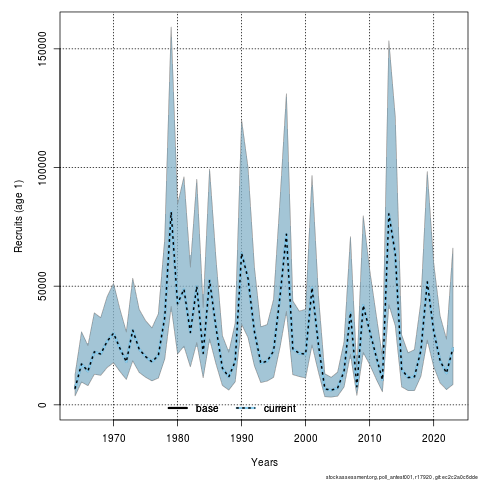 150000
100000
50000
0
Recruits (age 1)
base current
1970 1980 1990 2000 2010 2020
Years
stockassessment.org, poll_antest001, r17920 , git: ec2c2a0c6dde